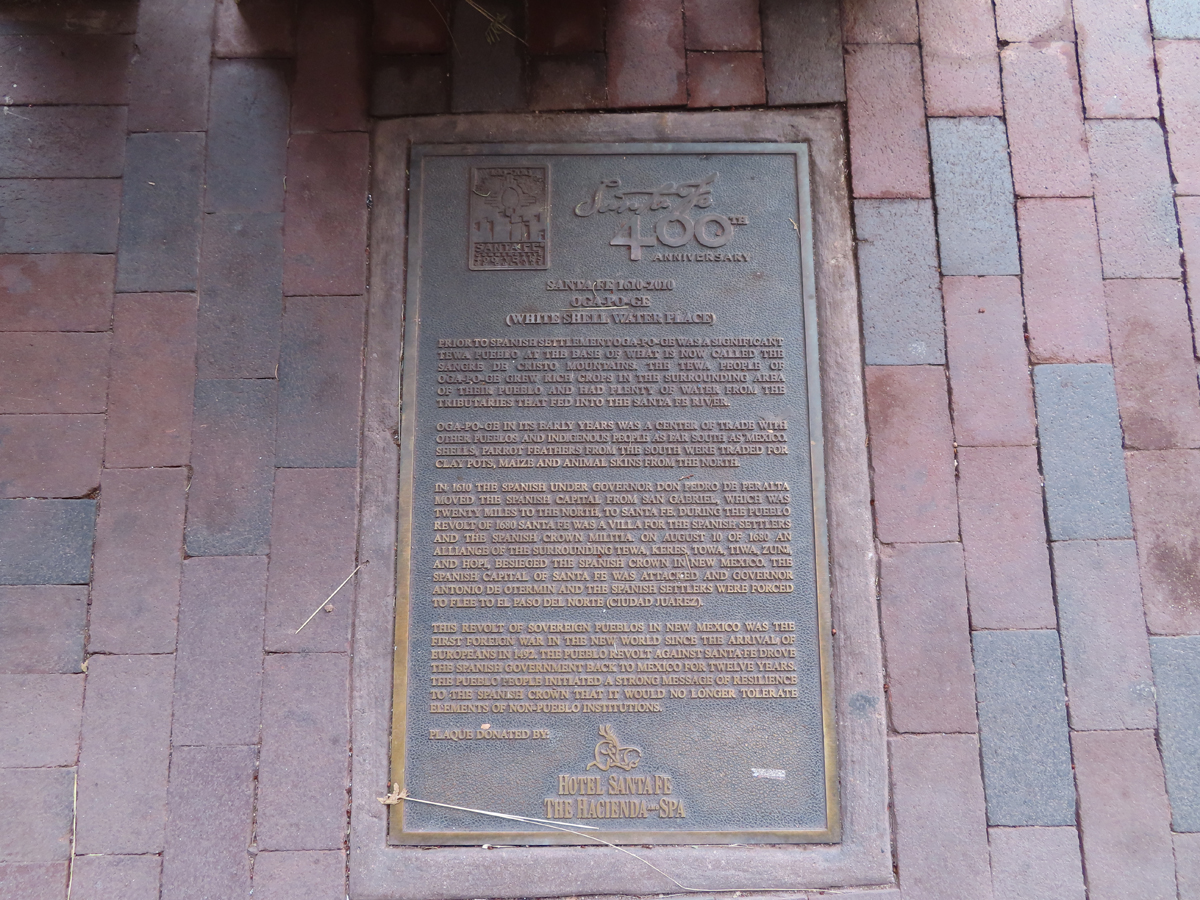 SANTA FE
Santa Fe
400TH
ANNIVERSARY
SANTA FE 1610-2010
OGA-PO-GE
(WHITE SHELL WATER PLACE)
PRIOR TO SPANISH SETTLEMENT OGA-PO-GE WAS A SIGNIFICANT
TEWA PUEBLO AT THE BASE OF WHAT IS NOW CALLED THE
SANGRE DE CRISTO MOUNTAINS. THE TEWA PEOPLE OF
OGA-PO-GE GREW RICH CROPS IN THE SURROUNDING AREA
OF THEIR PUEBLO AND HAD PLENTY OF WATER FROM THE
TRIBUTARIES THAT FED INTO THE SANTA FE RIVER.
OGA-PO-GE IN ITS EARLY YEARS WAS A CENTER OF TRADE WITH
OTHER PUEBLOS AND INDIGENOUS PEOPLE AS FAR SOUTH AS MEXICO.
SHELLS, PARROT FEATHERS FROM THE SOUTH WERE TRADED FOR
CLAY POTS, MAIZE AND ANIMAL SKINS FROM THE NORTH.
IN 1610 THE SPANISH UNDER GOVERNOR DON PEDRO DE PERALTA
MOVED THE SPANISH CAPITAL FROM SAN GABRIEL, WHICH WAS
TWENTY MILES TO THE NORTH, TO SANTA FE. DURING THE PUEBLO
REVOLT OF 1680 SANTA FE WAS A VILLA FOR THE SPANISH SETTLERS
AND THE SPANISH CROWN MILITIA. ON AUGUST 10 OF 1680 AN
ALLIANCE OF THE SURROUNDING TEWA, KERES, TOWA, TIWA, ZUNI,
AND HOPI, BESIEGED THE SPANISH CROWN IN NEW MEXICO. THE
SPANISH CAPITAL OF SANTA FE WAS ATTACKED AND GOVERNOR
ANTONIO DE OTERMIN AND THE SPANISH SETTLERS WERE FORCED
TO FLEE TO EL PASO DEL NORTE (CIUDAD JUAREZ).
THIS REVOLT OF SOVEREIGN PUEBLOS IN NEW MEXICO WAS THE
FIRST FOREIGN WAR IN THE NEW WORLD SINCE THE ARRIVAL OF
EUROPEANS IN 1492. THE PUEBLO REVOLT AGAINST SANTA FE DROVE
THE SPANISH GOVERNMENT BACK TO MEXICO FOR TWELVE YEARS.
THE PUEBLO PEOPLE INITIATED A STRONG MESSAGE OF RESILIENCE
TO THE SPANISH CROWN THAT IT WOULD NO LONGER TOLERATE
ELEMENTS OF NON-PUEBLO INSTITUTIONS.
PLAQUE DONATED BY:
HOTEL SANTA FE
THE HACIENDA AND SPA